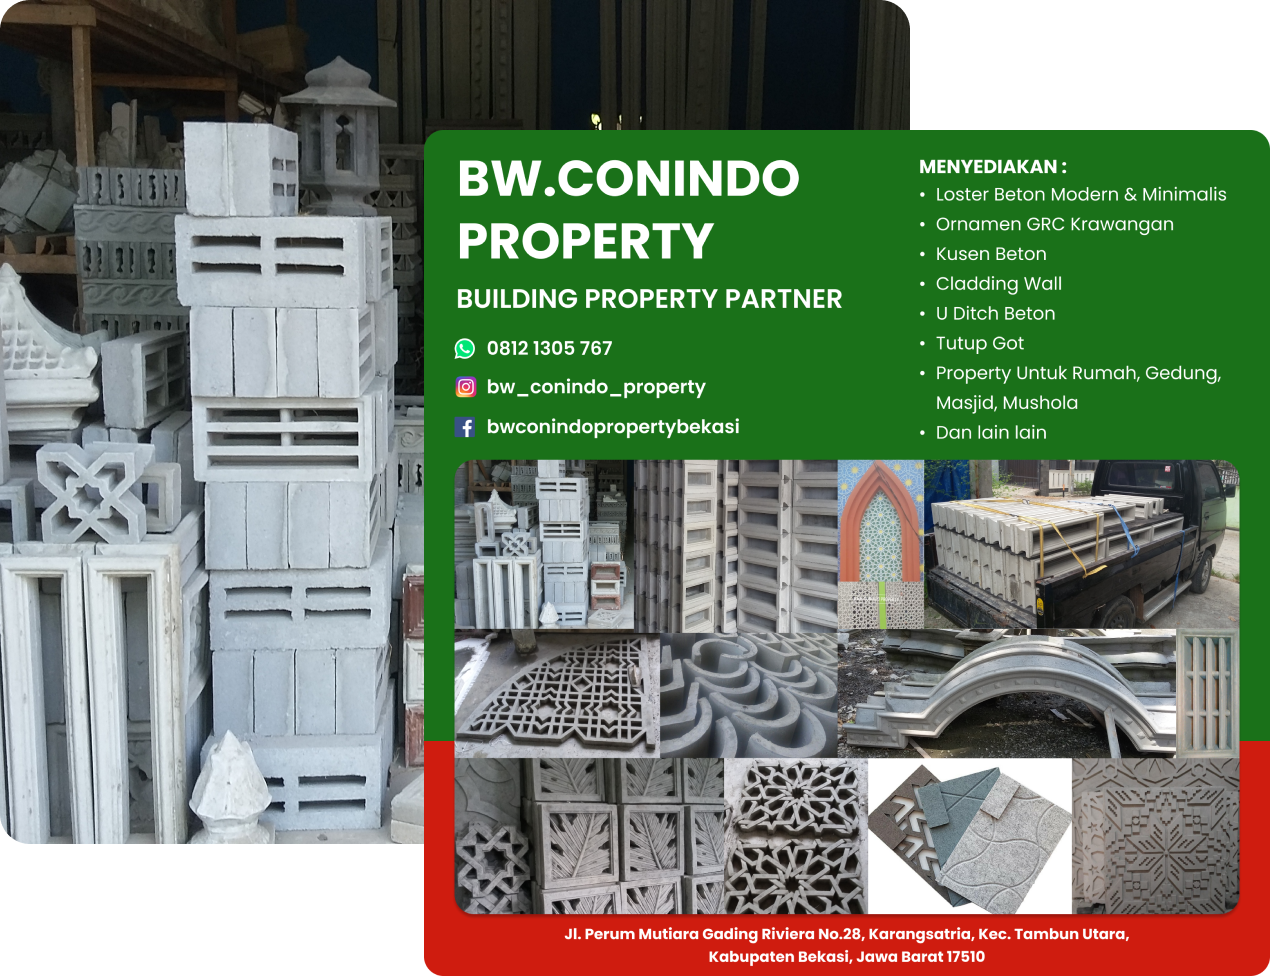 BW.CONINDO
PROPERTY
BUILDING PROPERTY PARTNER
0812 1305 767
bw_conindo_property
bwconindopropertybekasi
MENYEDIAKAN :
• Loster Beton Modern & Minimalis
• Ornamen GRC Krawangan
• Kusen Beton
• Cladding Wall
• U Ditch Beton
• Tutup Got
• Property Untuk Rumah, Gedung,
Masjid, Mushola
• Dan lain lain
Jl. Perum Mutiara Gading Riviera No.28, Karangsatria, Kec. Tambun Utara,
Kabupaten Bekasi, Jawa Barat 17510